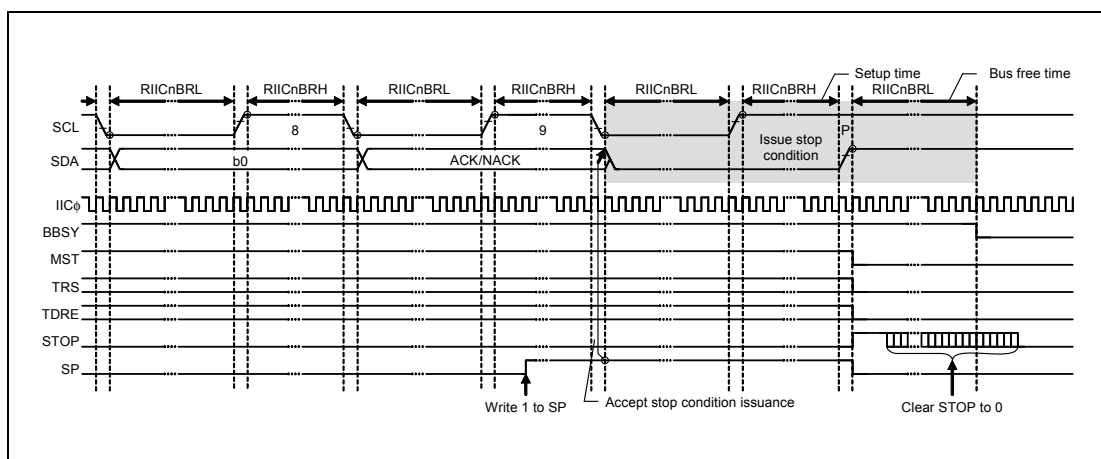 Setup time
Bus free time
RIICnBRL RIICnBRH RIICnBRL RIICnBRH RIICnBRL RIICnBRH RIICnBRL
SCL 8 9 P
Issue stop
condition
SDA b0 ACK/NACK
IICϕ
BBSY
MST
TRS
TDRE
STOP
SP
Write 1 to SP
Accept stop condition issuance
Clear STOP to 0